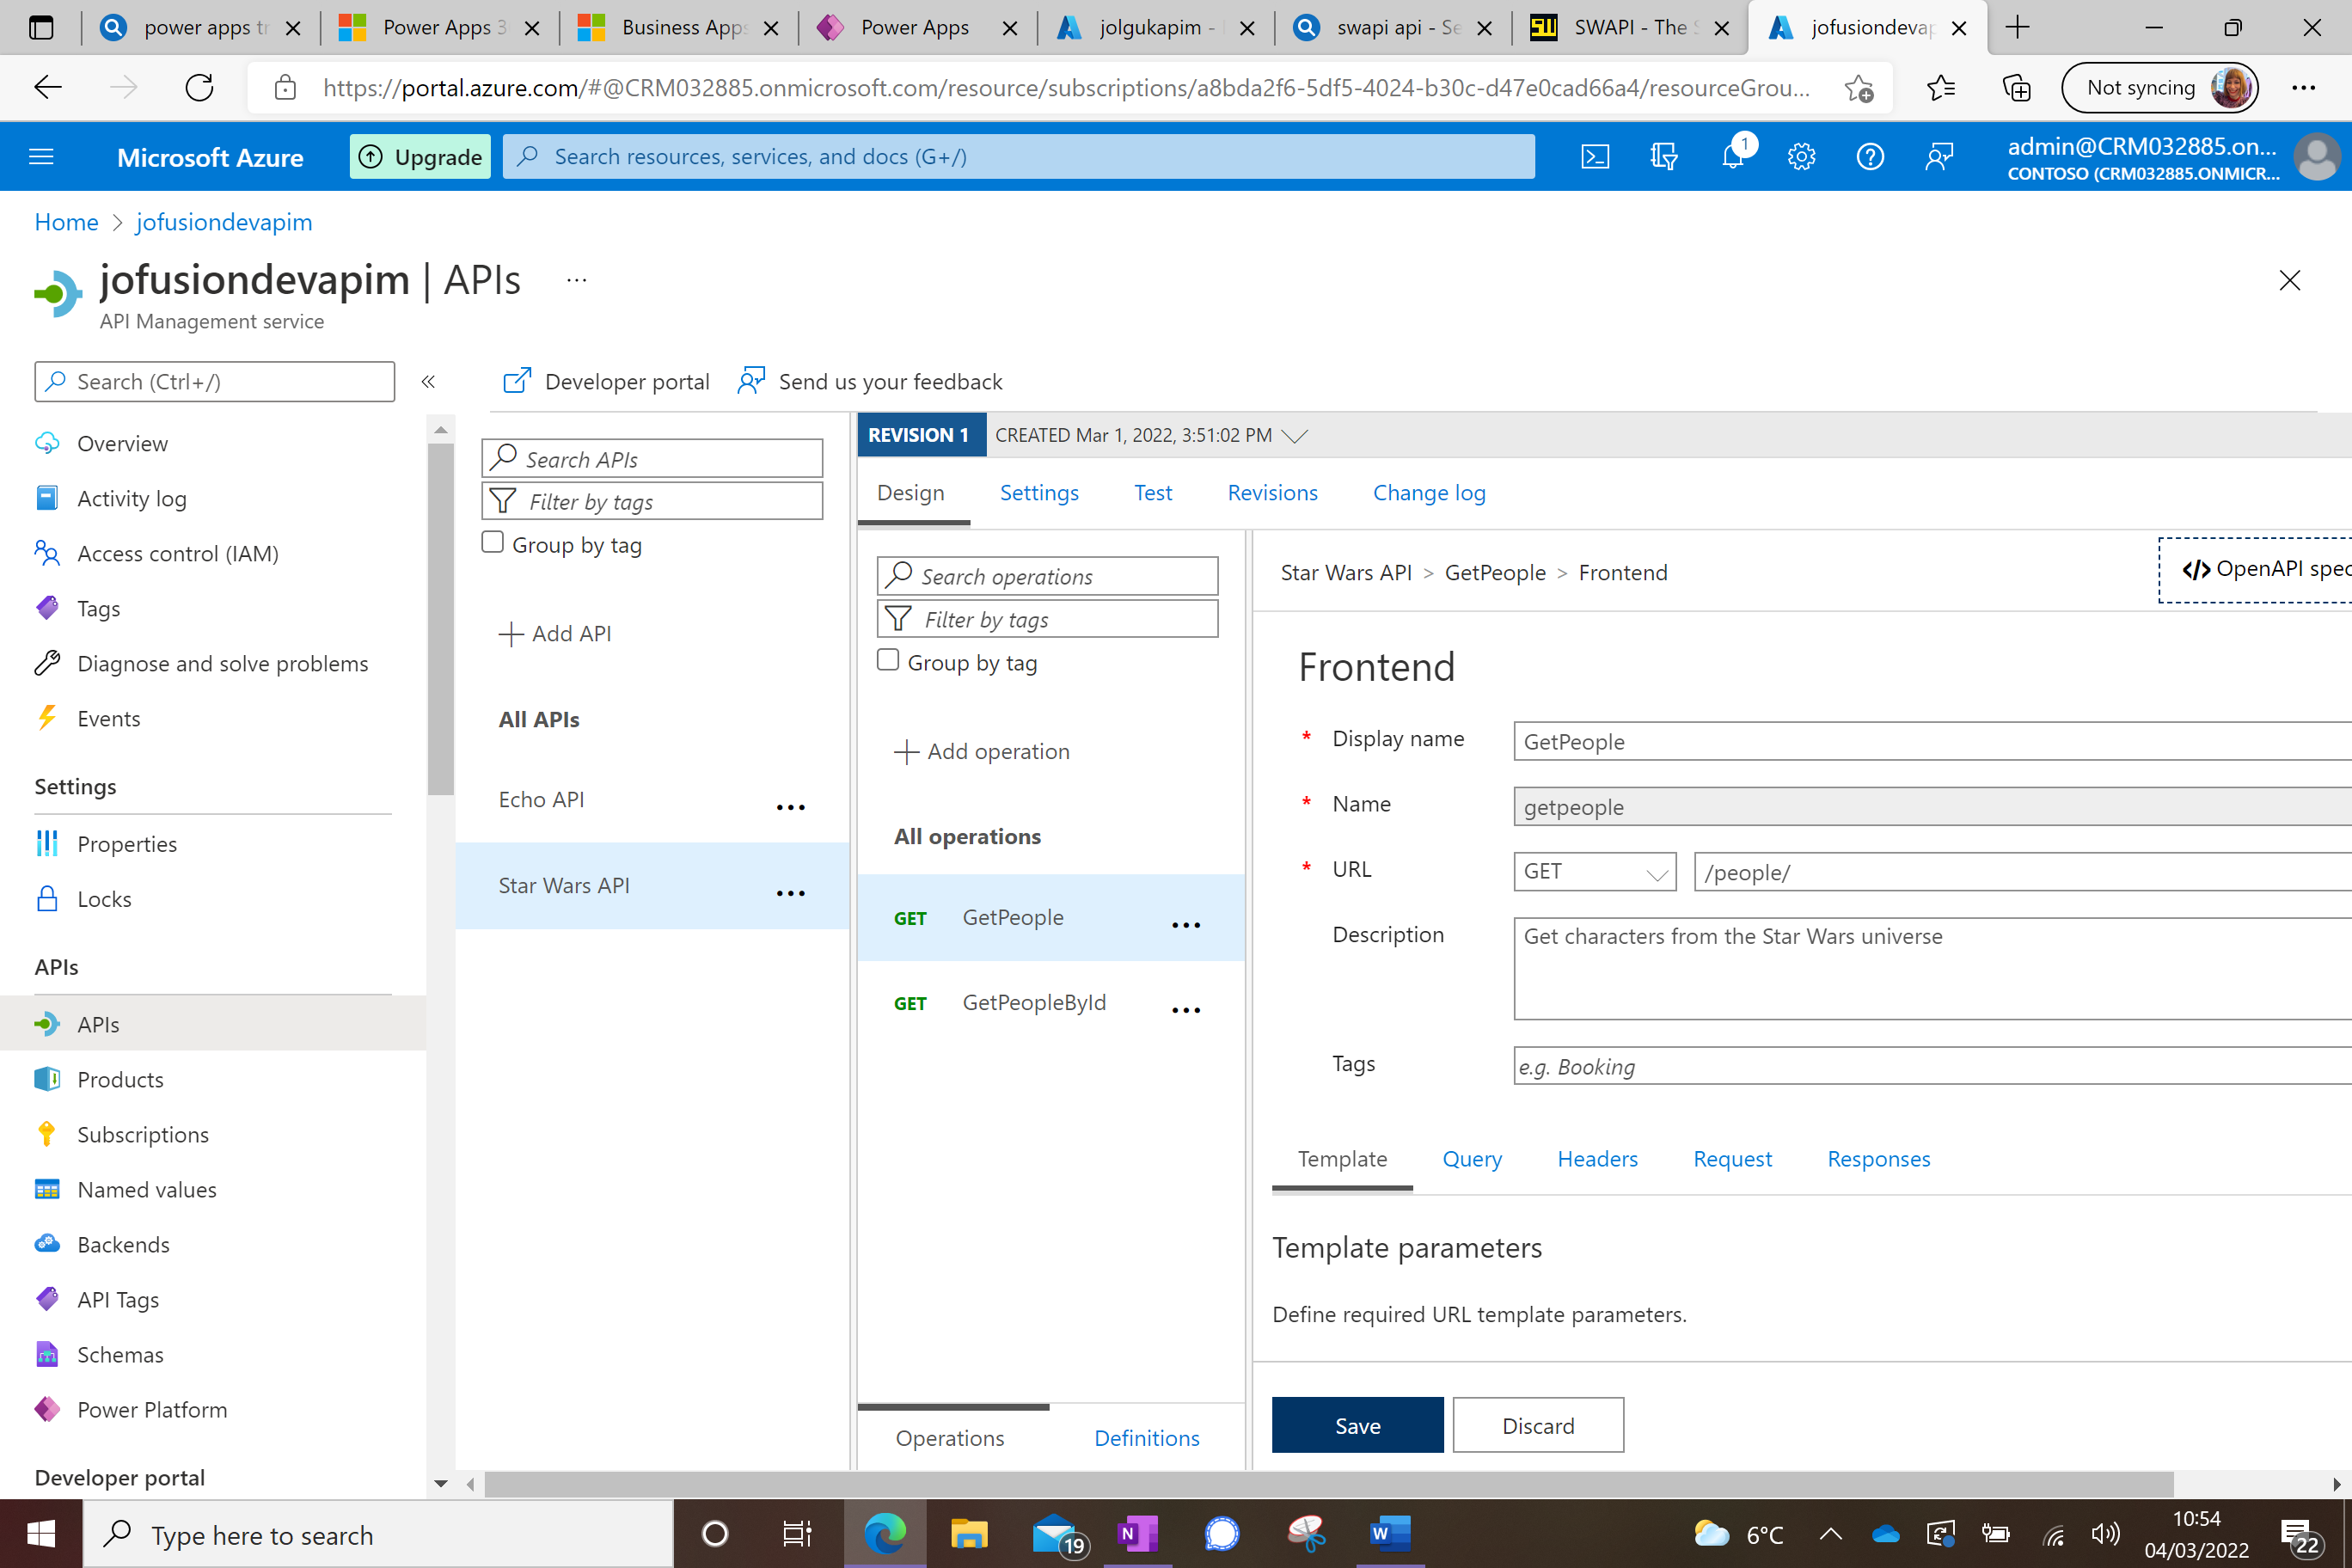 power apps tr
Power Apps 3
Business Apps
Power Apps
jolgukapim -
swapi api - Se
SWAPI - The S
jofusiondevap
https://portal.azure.com/#@CRM032885.onmicrosoft.com/resource/subscriptions/a8bda2f6-5df5-4024-b30c-d47e0cad66a4/resourceGrou...
Not syncing
Microsoft Azure
Upgrade
Search resources, services, and docs (G+/)
1
admin@CRM032885.on...
CONTOSO (CRM032885.ONMICR...
Home > jofusiondevapim
jofusiondevapim | APIs ...
API Management service
Search (Ctrl+/)
«
Developer portal
Send us your feedback
Overview
Activity log
Access control (IAM)
Tags
Diagnose and solve problems
Events
Settings
Properties
Locks
APIs
APIs
Products
Subscriptions
Named values
Backends
API Tags
Schemas
Power Platform
Developer portal
Search APIs
Filter by tags
Group by tag
Add API
All APIs
Echo API ...
Star Wars API ...
REVISION 1 CREATED Mar 1, 2022, 3:51:02 PM
Design Settings Test Revisions Change log
Search operations
Filter by tags
Group by tag
Add operation
All operations
GET GetPeople ...
GET GetPeopleById ...
Operations Definitions
Star Wars API > GetPeople > Frontend
</> OpenAPI spec
Frontend
* Display name GetPeople
* Name getpeople
* URL GET /people/
Description Get characters from the Star Wars universe
Tags e.g. Booking
Template Query Headers Request Responses
Template parameters
Define required URL template parameters.
Save Discard
Type here to search
19
N
W
6°C
10:54
04/03/2022
22